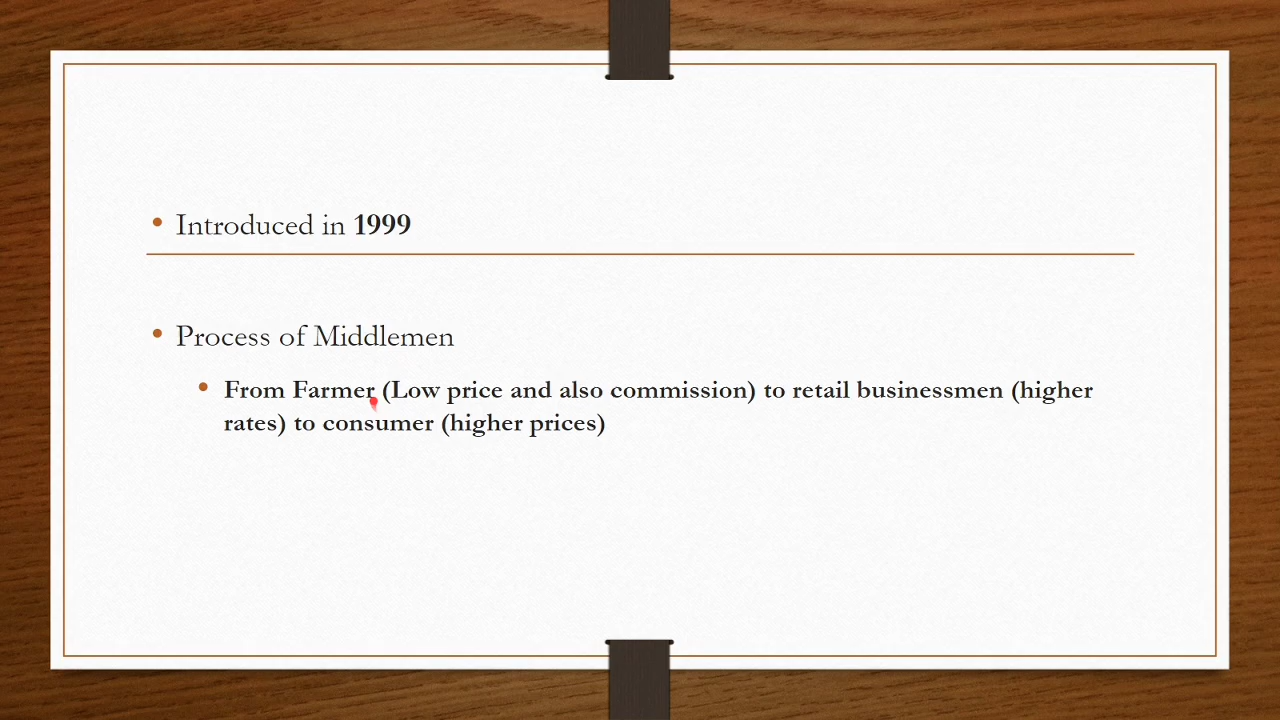 Introduced in 1999
Process of Middlemen
From Farmer (Low price and also commission) to retail businessmen (higher
rates) to consumer (higher prices)